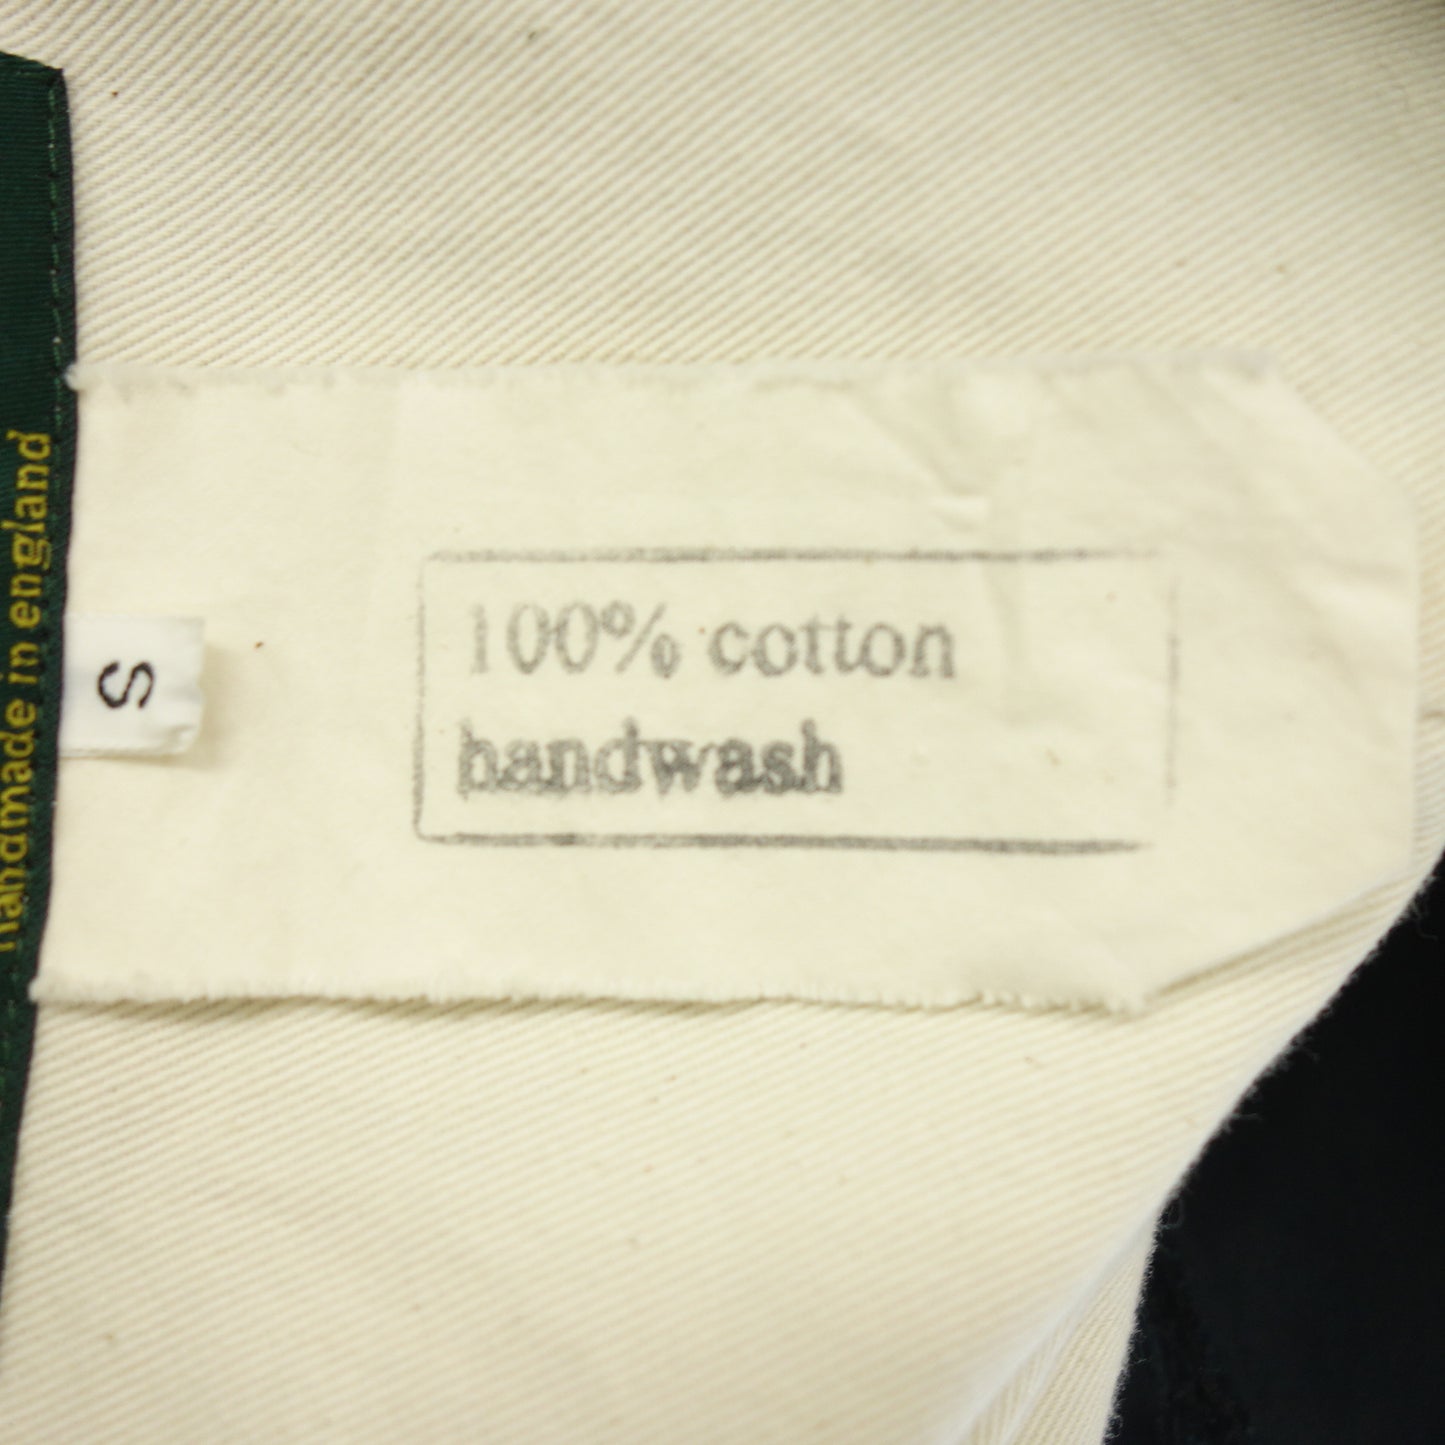 handmade in england
S
100% cotton
handwash